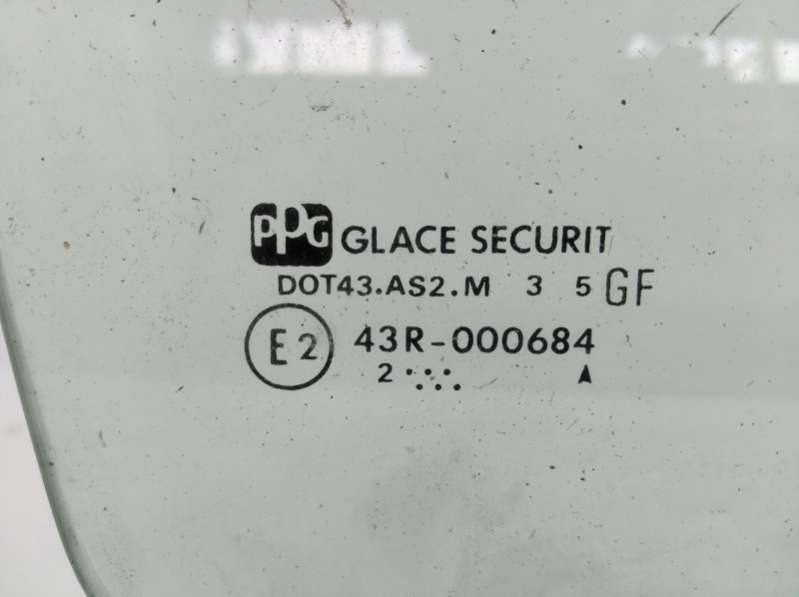 PPG GLACE SECURIT
DOT43.AS2.M 3 5 GF
E2 43R-000684
2